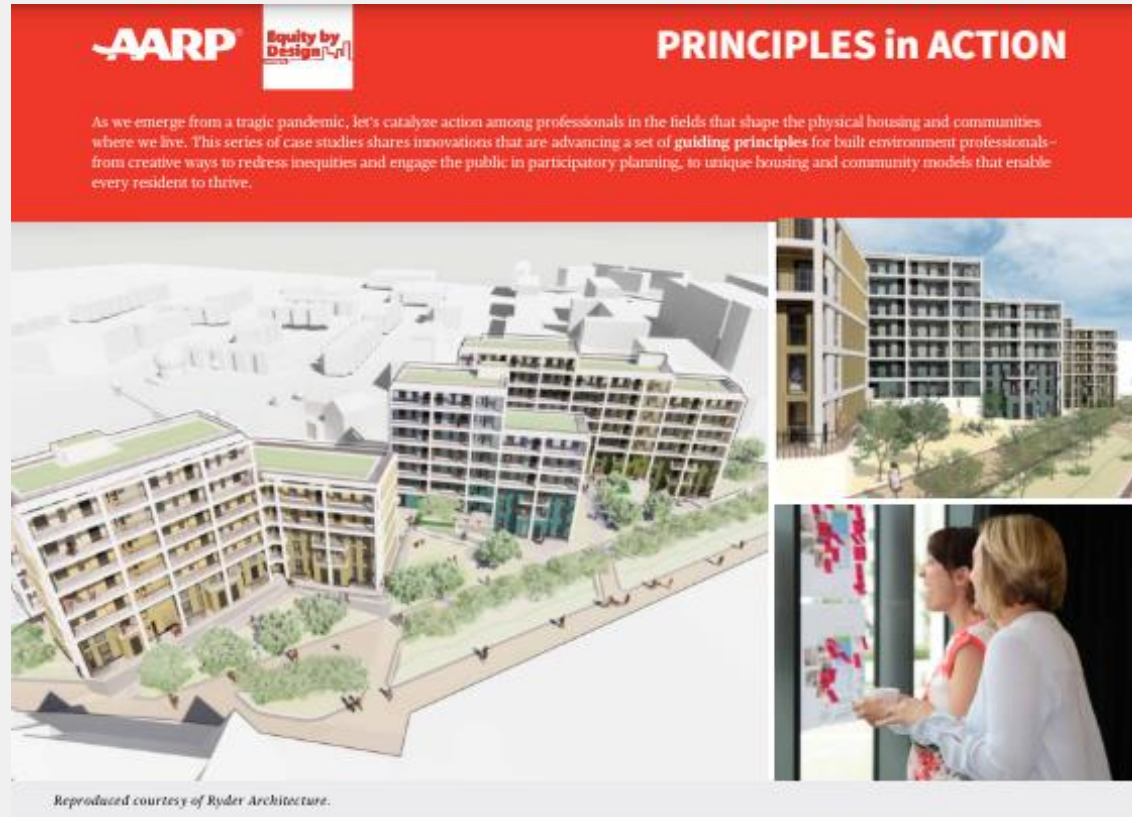 AARP®
Equity by
Design
PRINCIPLES in ACTION
As we emerge from a tragic pandemic, let's catalyze action among professionals in the fields that shape the physical housing and communities
where we live. This series of case studies shares innovations that are advancing a set of guiding principles for built environment professionals–
from creative ways to redress inequities and engage the public in participatory planning, to unique housing and community models that enable
every resident to thrive.
Reproduced courtesy of Ryder Architecture.